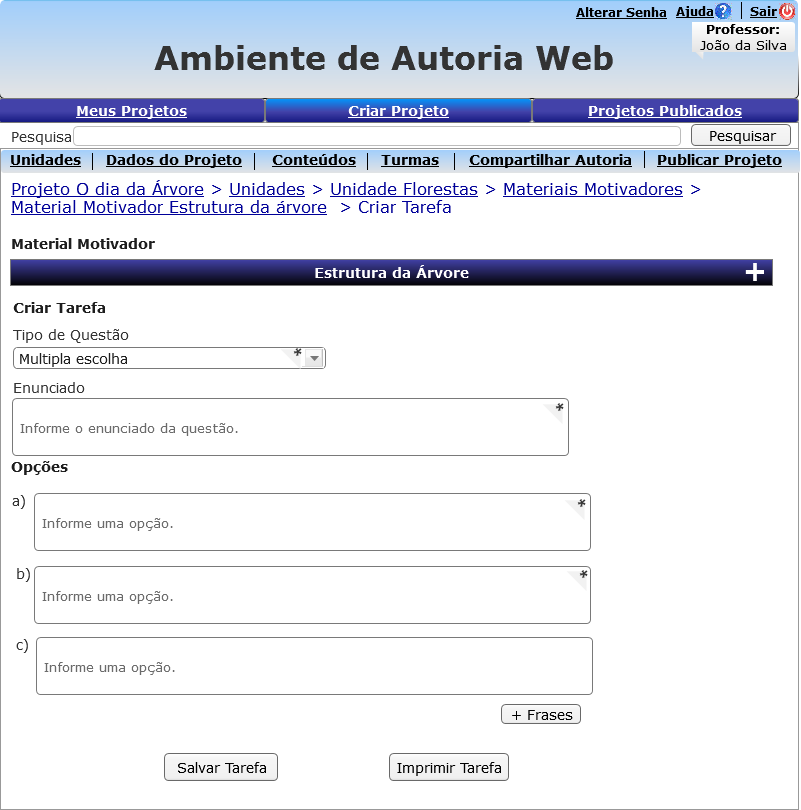 Alterar Senha Ajuda? Sair
Professor:
João da Silva
Ambiente de Autoria Web
Meus Projetos Criar Projeto Projetos Publicados
Pesquisa Pesquisar
Unidades | Dados do Projeto | Conteúdos | Turmas | Compartilhar Autoria | Publicar Projeto
Projeto O dia da Árvore > Unidades > Unidade Florestas > Materiais Motivadores >
Material Motivador Estrutura da árvore > Criar Tarefa
Material Motivador
Estrutura da Árvore +
Criar Tarefa
Tipo de Questão
Multipla escolha *
Enunciado
*
Informe o enunciado da questão.
Opções
a) *
Informe uma opção.
b) *
Informe uma opção.
c)
Informe uma opção.
+ Frases
Salvar Tarefa Imprimir Tarefa